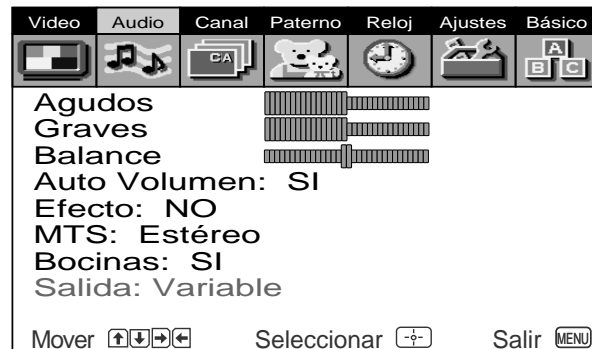 Video Audio Canal Paterno Reloj Ajustes Básico
CA
A
B C
Agudos
Graves
Balance
Auto Volumen: SI
Efecto: NO
MTS: Estéreo
Bocinas: SI
Salida: Variable
Mover Seleccionar Salir MENU